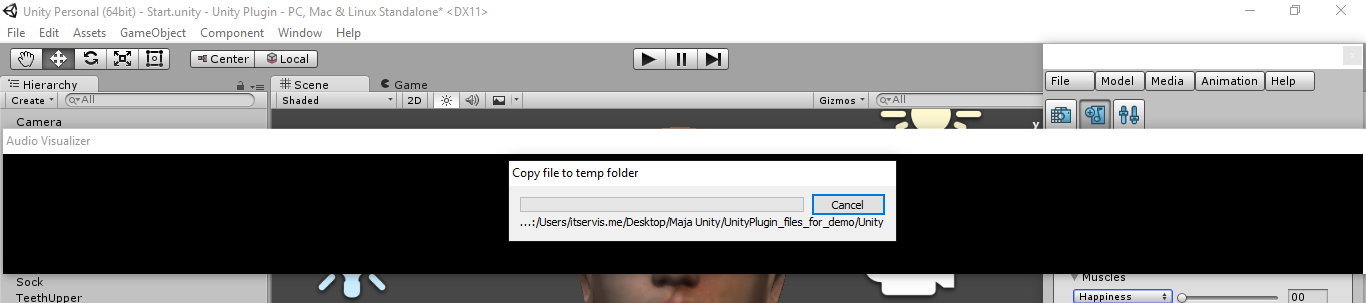 Unity Personal (64bit) - Start.unity - Unity Plugin - PC, Mac & Linux Standalone* <DX11>
File Edit Assets GameObject Component Window Help
Center Local
Hierarchy
Scene Game
File Model Media Animation Help
Create All
Shaded 2D Gizmos All
Camera
y
Audio Visualizer
Copy file to temp folder
Cancel
...:/Users/itservis.me/Desktop/Maja Unity/UnityPlugin_files_for_demo/Unity
Sock
TeethUpper
Muscles
Happiness 00